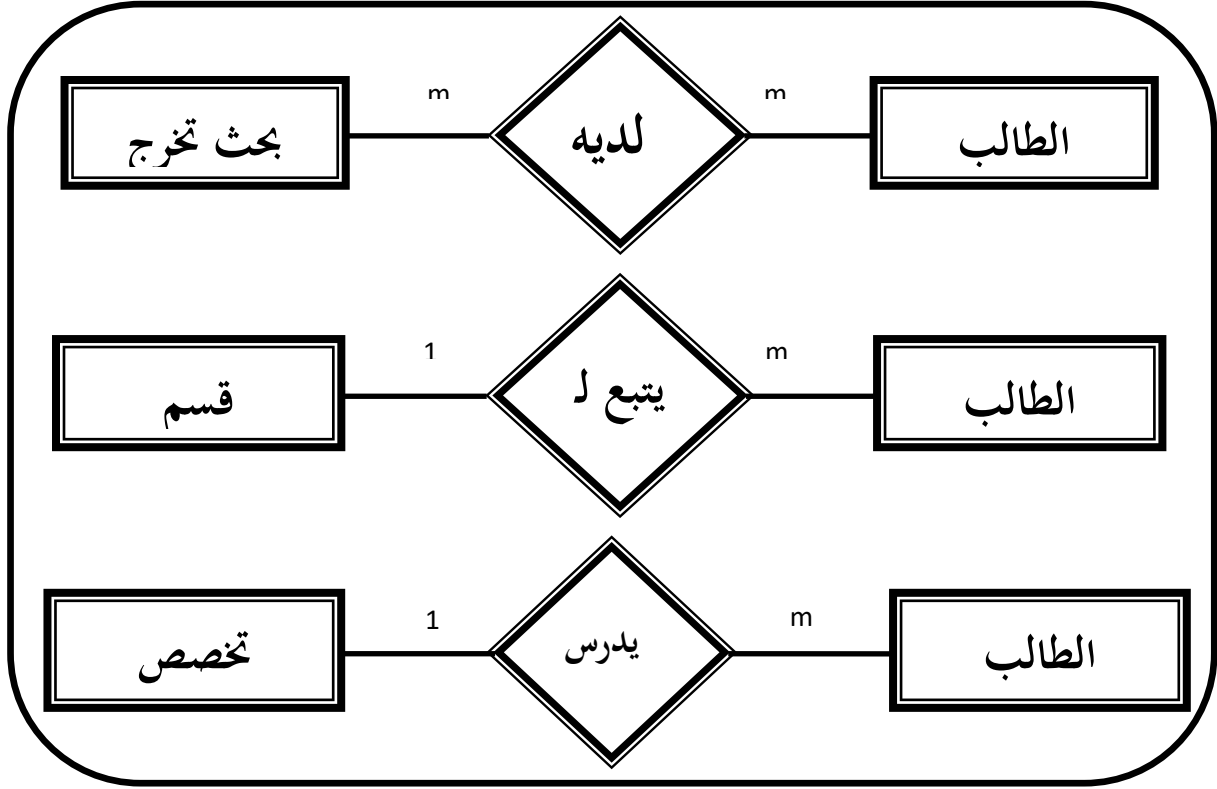 m m
الطالب لديه بحث تخرج
m 1
الطالب يتبع لـ قسم
m 1
الطالب يدرس تخصص